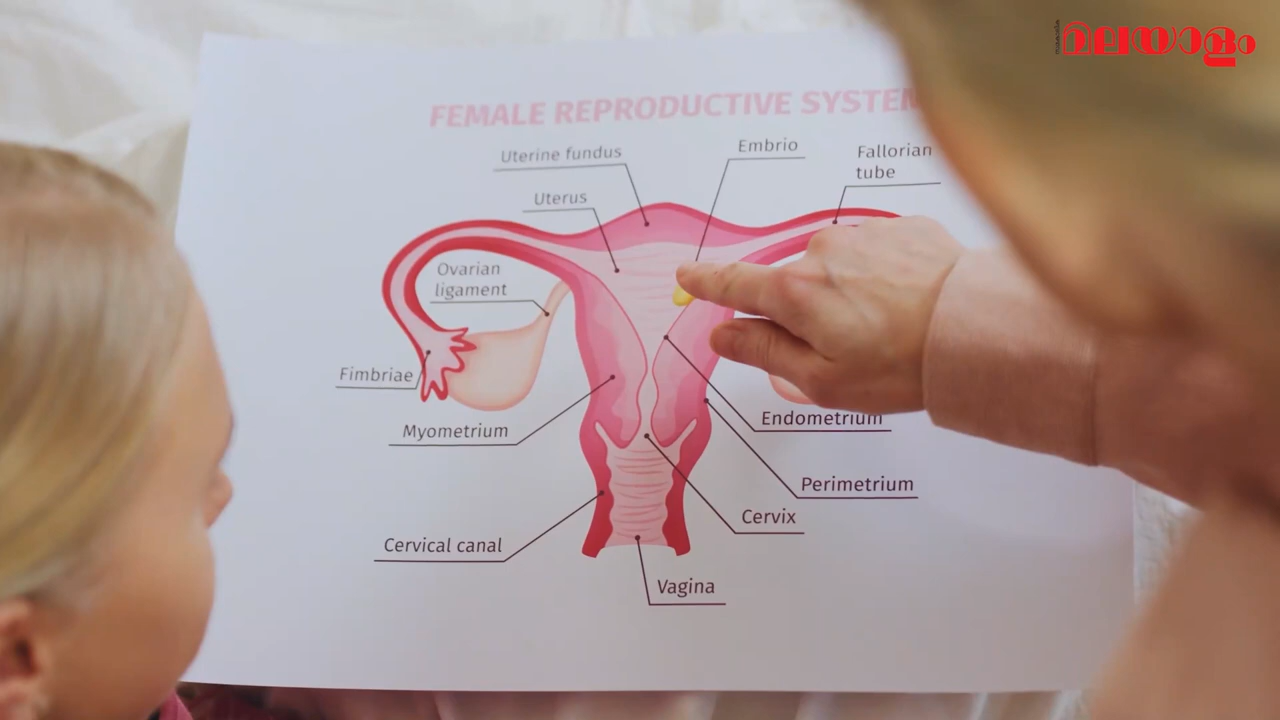 മലയാളം
FEMALE REPRODUCTIVE SYSTEM
Uterine fundus
Embrio
Fallorian
tube
Uterus
Ovarian
ligament
Fimbriae
Myometrium
Endometrium
Perimetrium
Cervix
Cervical canal
Vagina